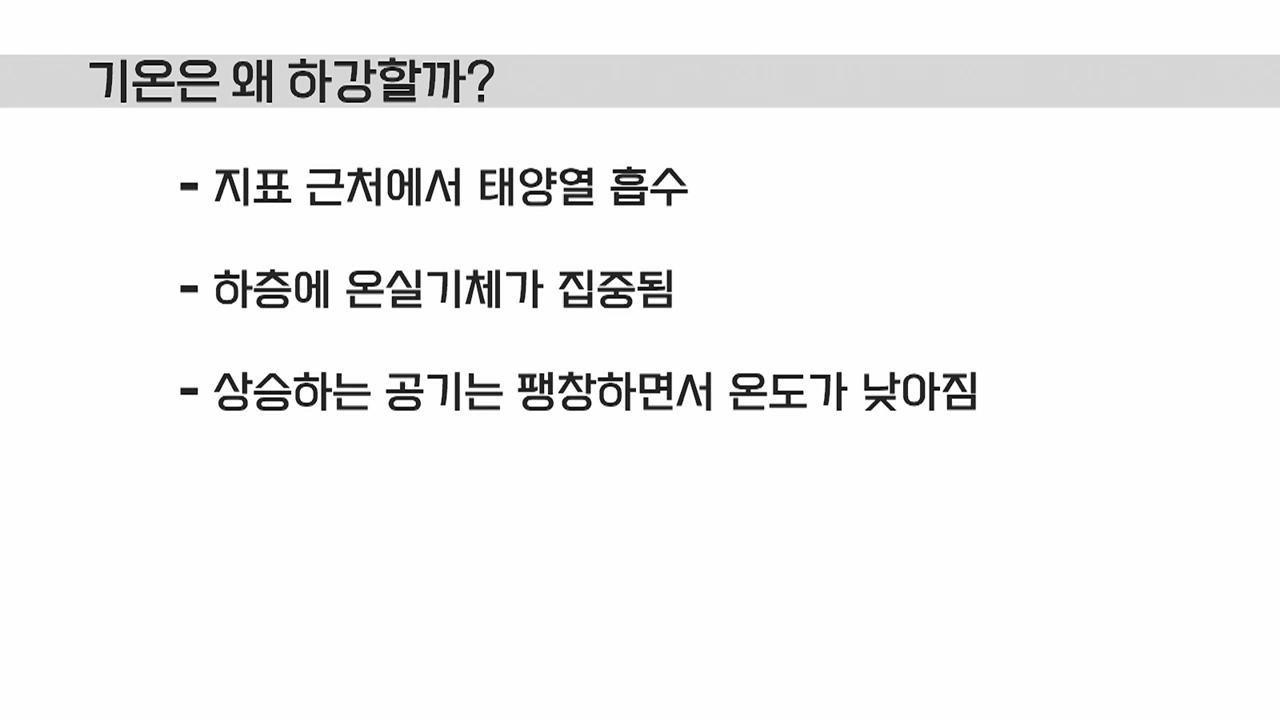 기온은 왜 하강할까?
- 지표 근처에서 태양열 흡수
- 하층에 온실기체가 집중됨
- 상승하는 공기는 팽창하면서 온도가 낮아짐